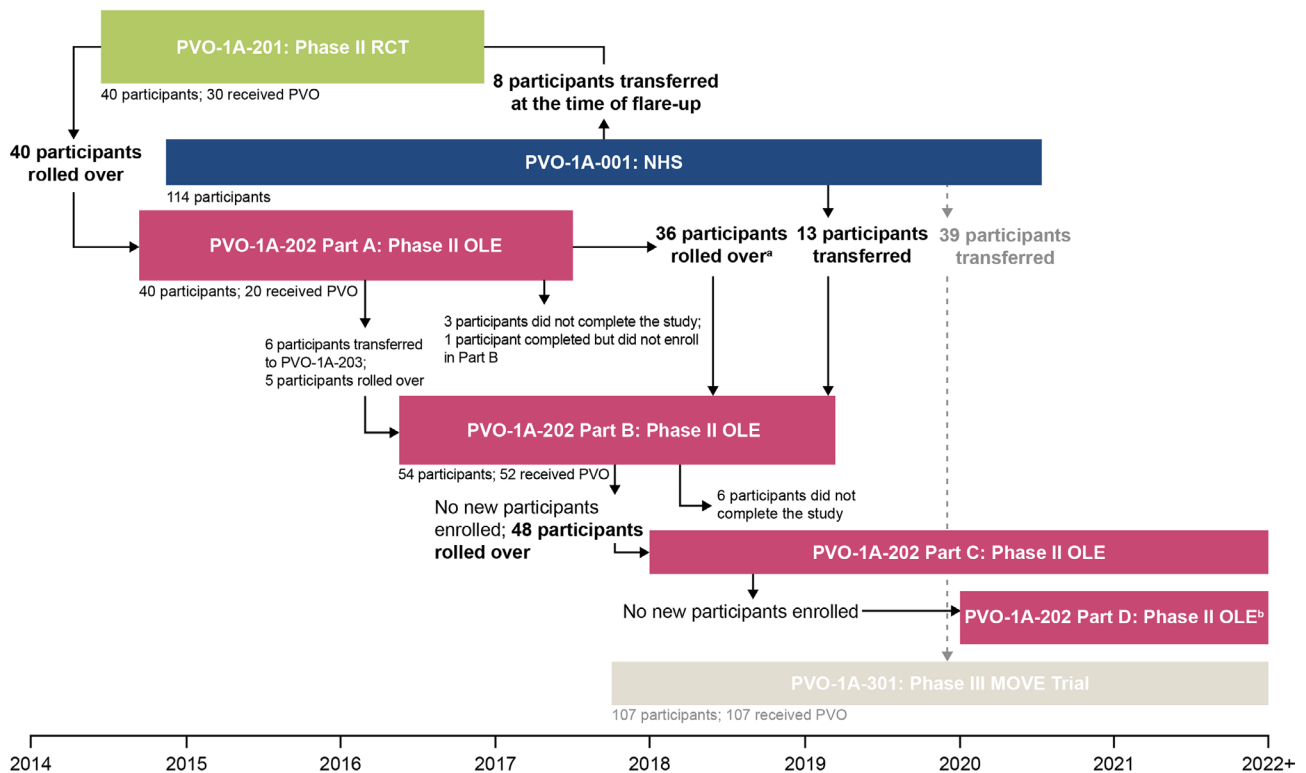 PVO-1A-201: Phase II RCT
40 participants; 30 received PVO
8 participants transferred
at the time of flare-up
40 participants
rolled over
PVO-1A-001: NHS
114 participants
PVO-1A-202 Part A: Phase II OLE
40 participants; 20 received PVO
36 participants
rolled overᵃ
13 participants
transferred
39 participants
transferred
3 participants did not complete the study;
1 participant completed but did not enroll
in Part B
6 participants transferred
to PVO-1A-203;
5 participants rolled over
PVO-1A-202 Part B: Phase II OLE
54 participants; 52 received PVO
6 participants did not
complete the study
No new participants
enrolled; 48 participants
rolled over
PVO-1A-202 Part C: Phase II OLE
No new participants enrolled
PVO-1A-202 Part D: Phase II OLEᵇ
PVO-1A-301: Phase III MOVE Trial
107 participants; 107 received PVO
2014 2015 2016 2017 2018 2019 2020 2021 2022+